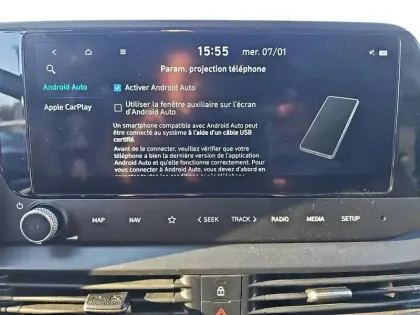 15:55 mer. 07/01
Param. projection téléphone
Android Auto
Activer Android Auto
Apple CarPlay
Utiliser la fenêtre auxiliaire sur l'écran
d'Android Auto
Un smartphone compatible avec Android Auto peut
être connecté au système à l'aide d'un câble USB
certifié.
Avant de le connecter, veuillez vérifier que votre
téléphone a bien la dernière version de l'application
Android Auto et qu'elle fonctionne correctement. Pour
vous connecter à Android Auto, vous devez d'abord en
MAP NAV SEEK TRACK RADIO MEDIA SETUP